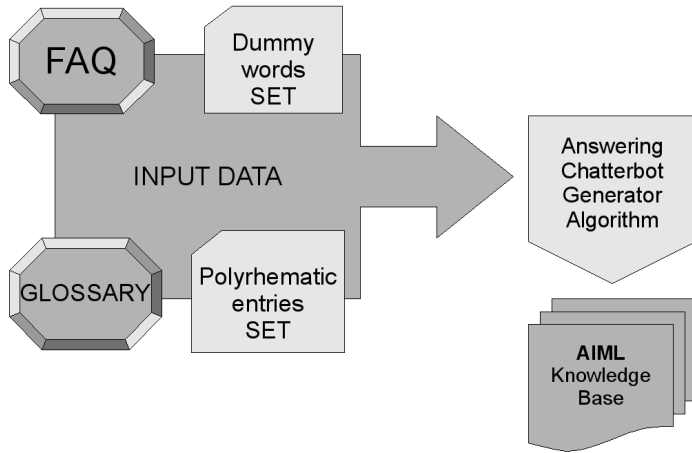 FAQ
Dummy
words
SET
INPUT DATA
GLOSSARY
Polyrhematic
entries
SET
Answering
Chatterbot
Generator
Algorithm
AIML
Knowledge
Base